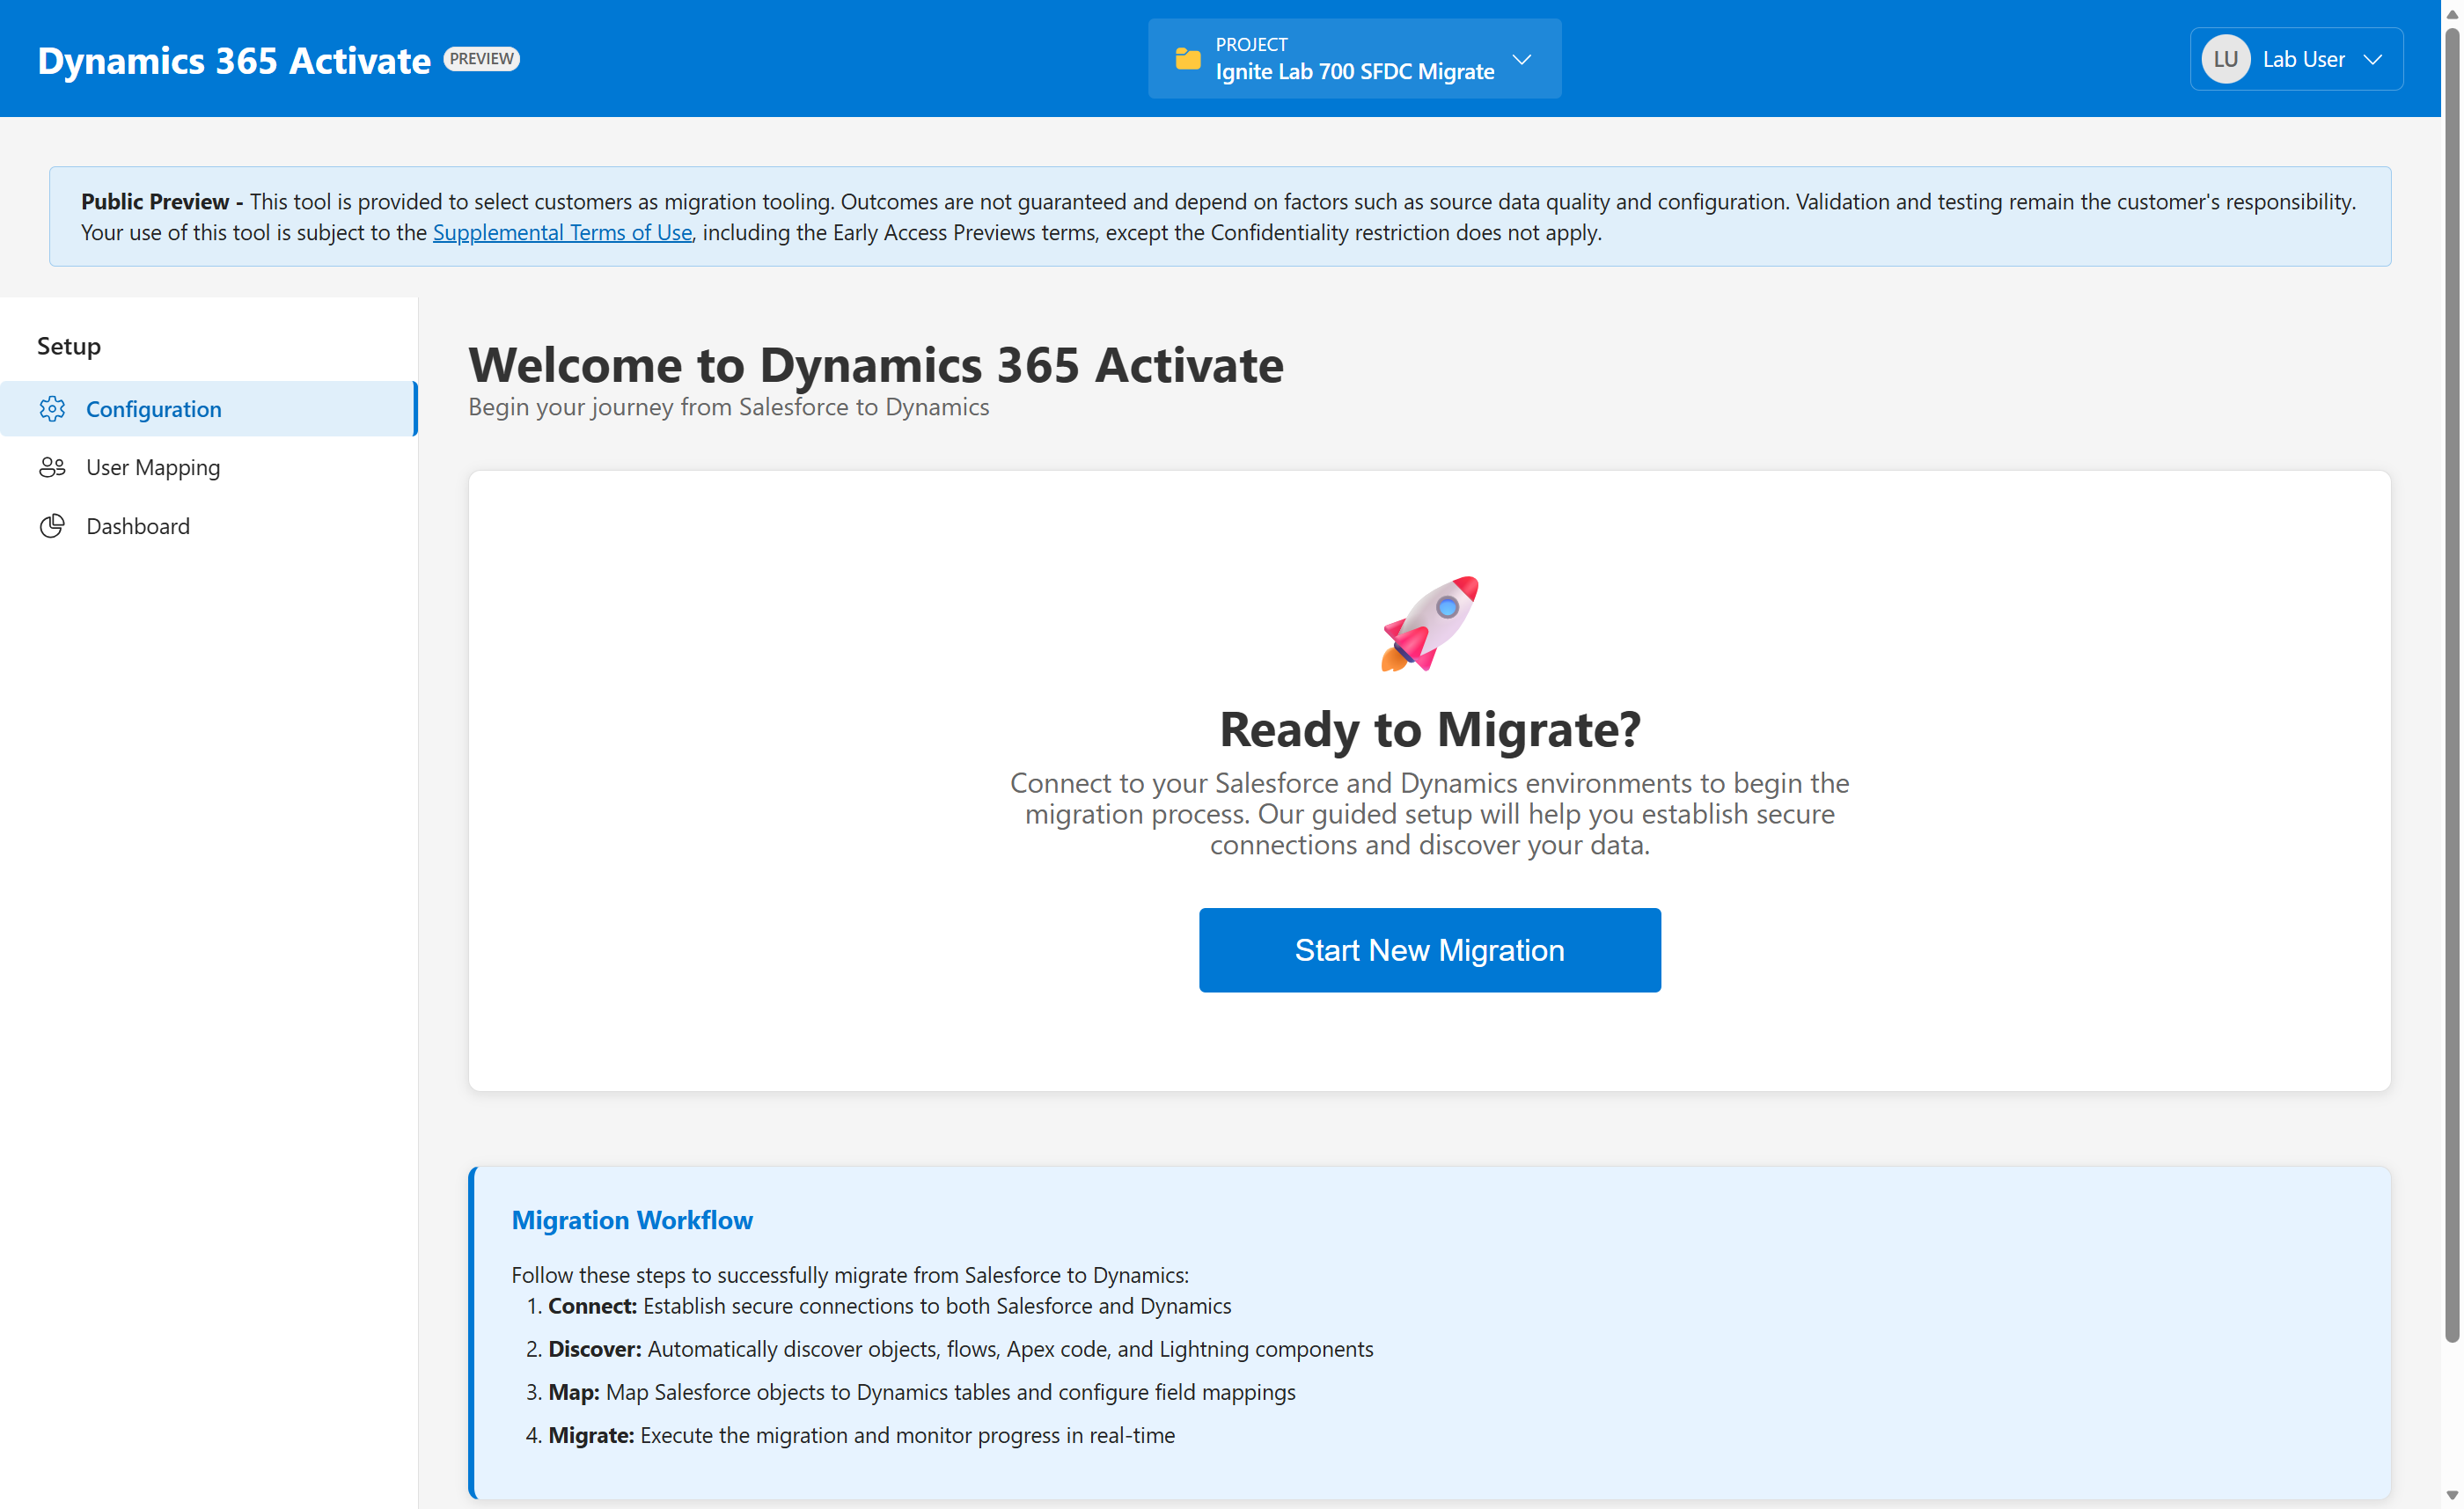 Dynamics 365 Activate PREVIEW
PROJECT
Ignite Lab 700 SFDC Migrate
LU Lab User
Public Preview - This tool is provided to select customers as migration tooling. Outcomes are not guaranteed and depend on factors such as source data quality and configuration. Validation and testing remain the customer's responsibility.
Your use of this tool is subject to the Supplemental Terms of Use, including the Early Access Previews terms, except the Confidentiality restriction does not apply.
Setup
Configuration
User Mapping
Dashboard
Welcome to Dynamics 365 Activate
Begin your journey from Salesforce to Dynamics
Ready to Migrate?
Connect to your Salesforce and Dynamics environments to begin the
migration process. Our guided setup will help you establish secure
connections and discover your data.
Start New Migration
Migration Workflow
Follow these steps to successfully migrate from Salesforce to Dynamics:
1. Connect: Establish secure connections to both Salesforce and Dynamics
2. Discover: Automatically discover objects, flows, Apex code, and Lightning components
3. Map: Map Salesforce objects to Dynamics tables and configure field mappings
4. Migrate: Execute the migration and monitor progress in real-time